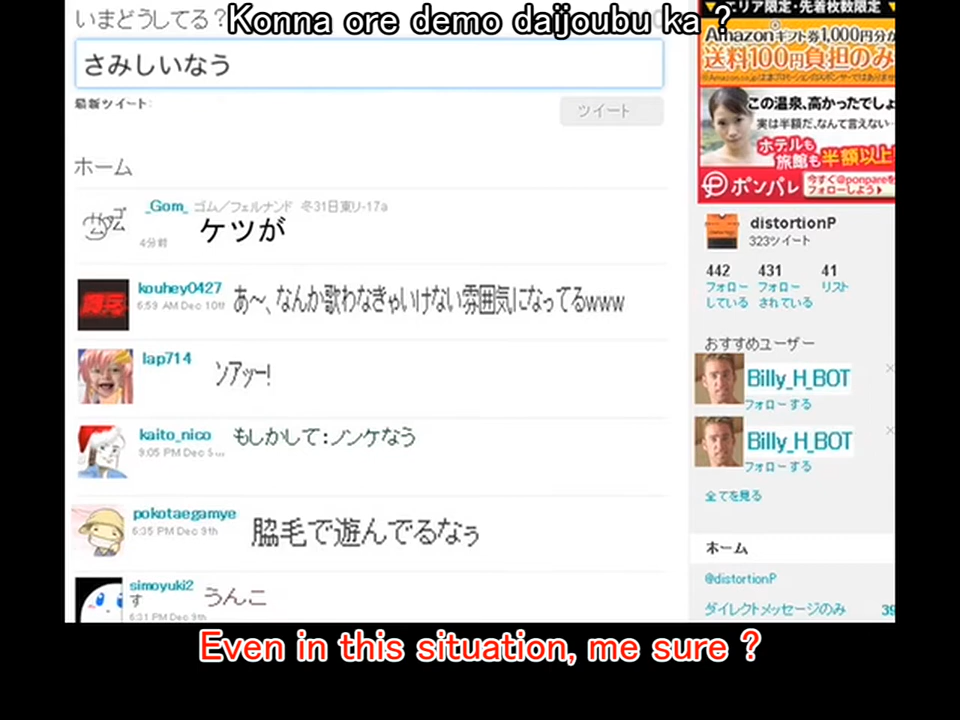 いまどうしてる?
Konna ore demo daijoubu ka ?
さみしいなう
最新ツイート:
ツイート
ホーム
_Gom_ ゴム/フェルナンド 冬31日東リ-17a
ケツが
4分前
kouhey0427
あ〜、なんか歌わなきゃいけない雰囲気になってるwww
6:59 AM Dec 10th
lap714
ソアッー!
kaito_nico
もしかして:ノンケなう
9:05 PM Dec
pokotaegamye
脇毛で遊んでるなぅ
6:35 PM Dec 9th
simoyuki2
す
うんこ
6:31 PM Dec 9th
エリア限定・先着枚数限定
Amazonギフト券1,000円分が
送料100円負担のみ
この温泉、高かったでしょ
実は半額だ、なんて言えない…
ホテルも
旅館も 半額以上!
ポンパレ
今すぐ@ponpareを
フォローしよう
distortionP
323ツイート
442 431 41
フォローしている フォローされている リスト
おすすめユーザー
Billy_H_BOT
フォローする
Billy_H_BOT
フォローする
全てを見る
ホーム
@distortionP
ダイレクトメッセージのみ 39
Even in this situation, me sure ?